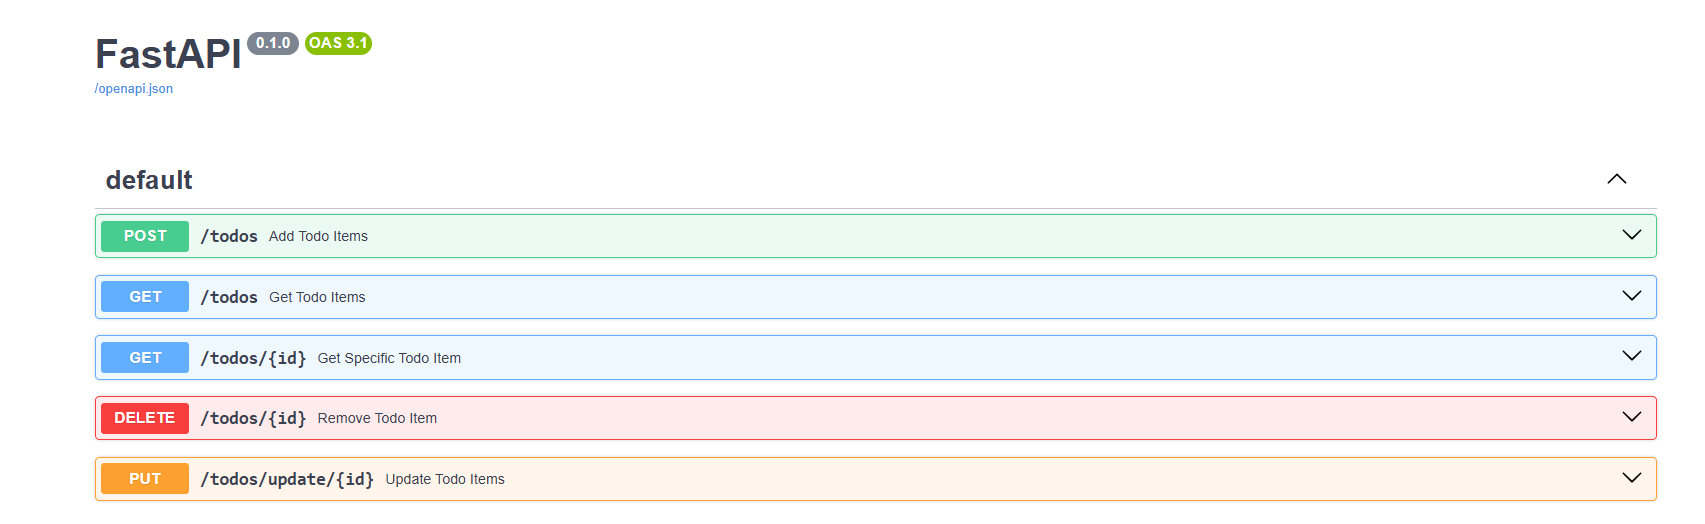 FastAPI 0.1.0 OAS 3.1
/openapi.json
default
POST /todos Add Todo Items
GET /todos Get Todo Items
GET /todos/{id} Get Specific Todo Item
DELETE /todos/{id} Remove Todo Item
PUT /todos/update/{id} Update Todo Items